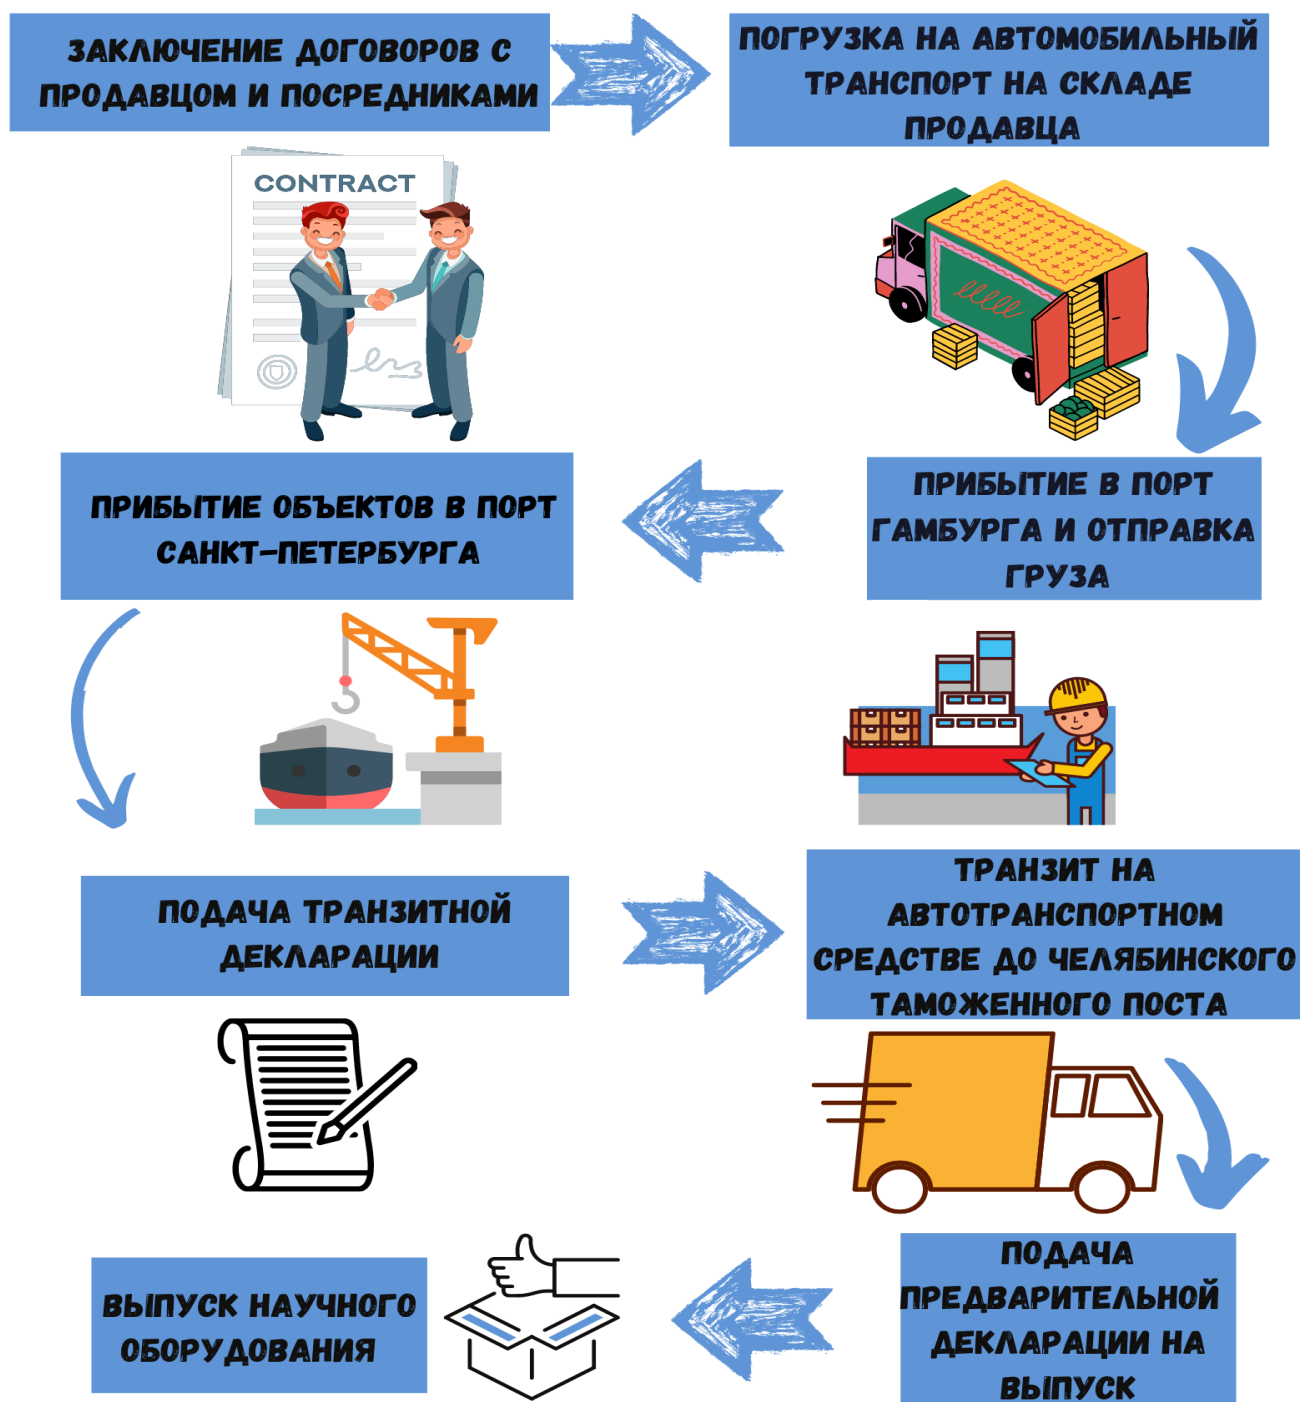 ЗАКЛЮЧЕНИЕ ДОГОВОРОВ С
ПРОДАВЦОМ И ПОСРЕДНИКАМИ
ПОГРУЗКА НА АВТОМОБИЛЬНЫЙ
ТРАНСПОРТ НА СКЛАДЕ
ПРОДАВЦА
CONTRACT
ПРИБЫТИЕ В ПОРТ
ГАМБУРГА И ОТПРАВКА
ГРУЗА
ПРИБЫТИЕ ОБЪЕКТОВ В ПОРТ
САНКТ-ПЕТЕРБУРГА
ПОДАЧА ТРАНЗИТНОЙ
ДЕКЛАРАЦИИ
ТРАНЗИТ НА
АВТОТРАНСПОРТНОМ
СРЕДСТВЕ ДО ЧЕЛЯБИНСКОГО
ТАМОЖЕННОГО ПОСТА
ПОДАЧА
ПРЕДВАРИТЕЛЬНОЙ
ДЕКЛАРАЦИИ НА
ВЫПУСК
ВЫПУСК НАУЧНОГО
ОБОРУДОВАНИЯ